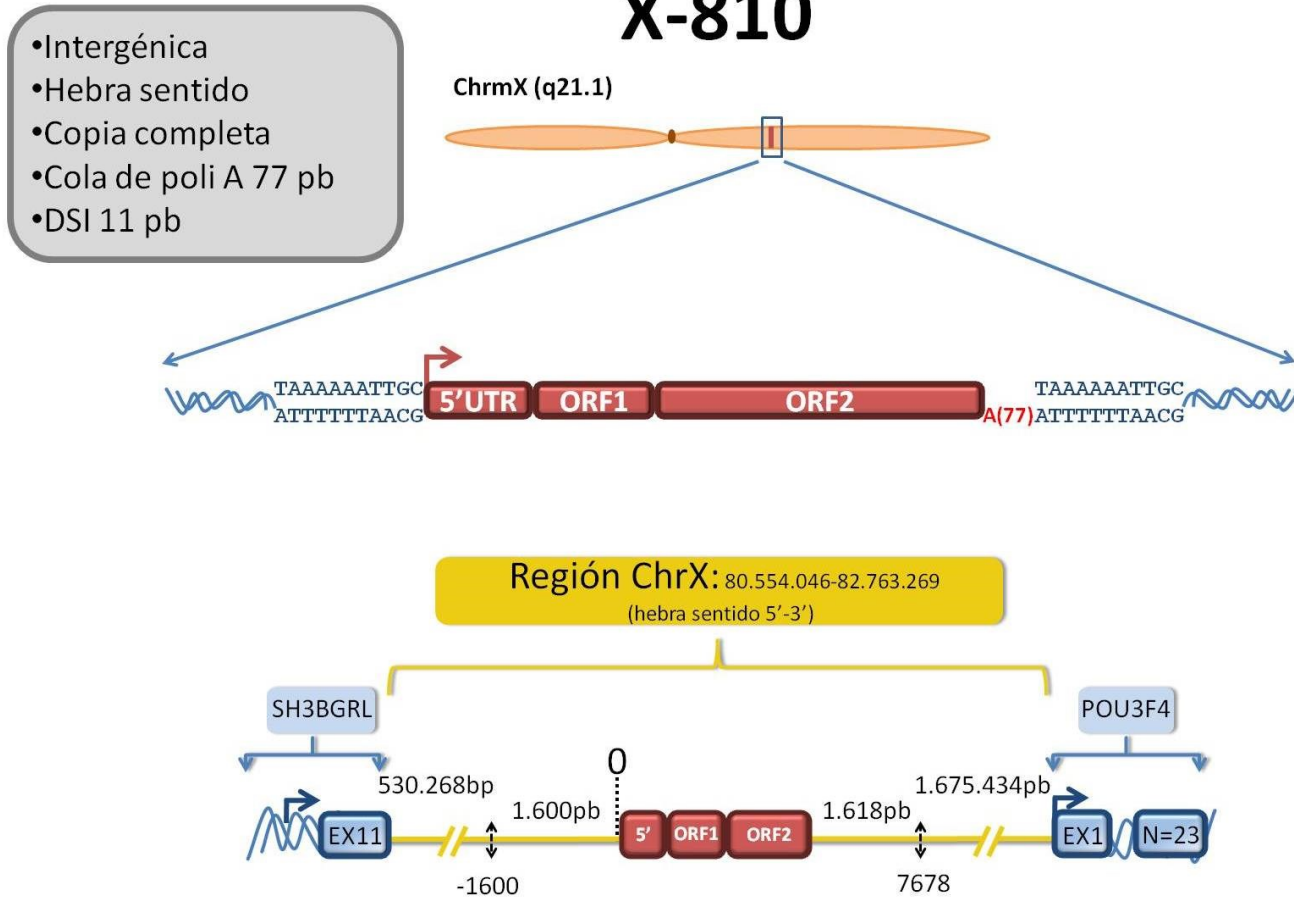 X-810
•Intergénica
•Hebra sentido
•Copia completa
•Cola de poli A 77 pb
•DSI 11 pb
ChrmX (q21.1)
TAAAAAATTGC
ATTTTTTAACG
5’UTR
ORF1
ORF2
A(77)
TAAAAAATTGC
ATTTTTTAACG
Región ChrX: 80.554.046-82.763.269
(hebra sentido 5’-3’)
SH3BGRL
POU3F4
530.268bp
1.600pb
0
1.618pb
1.675.434pb
EX11
5’
ORF1
ORF2
EX1
N=23
-1600
7678